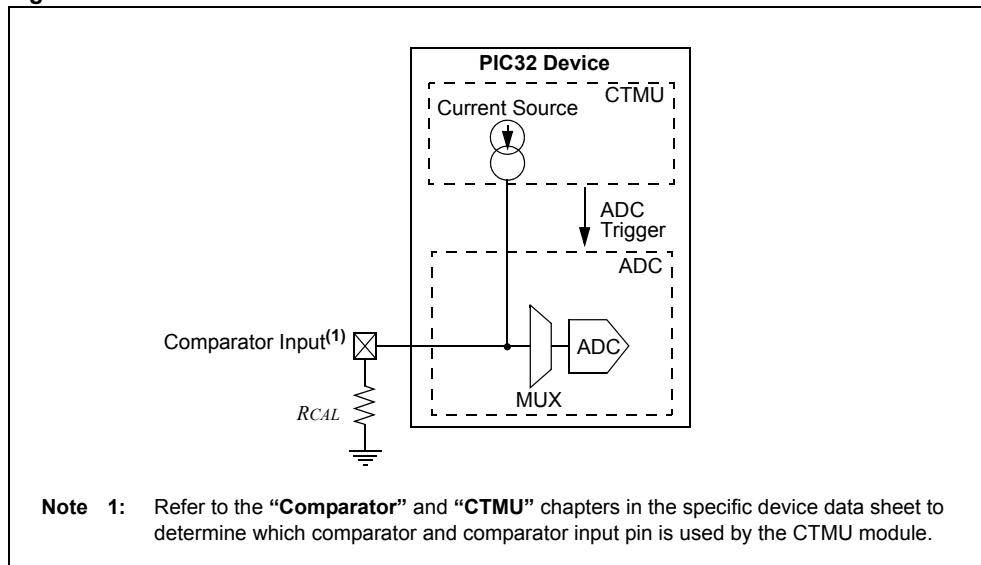 PIC32 Device
CTMU
Current Source
ADC
Trigger
ADC
Comparator Input(1)
ADC
MUX
RCAL
Note 1: Refer to the “Comparator” and “CTMU” chapters in the specific device data sheet to
determine which comparator and comparator input pin is used by the CTMU module.